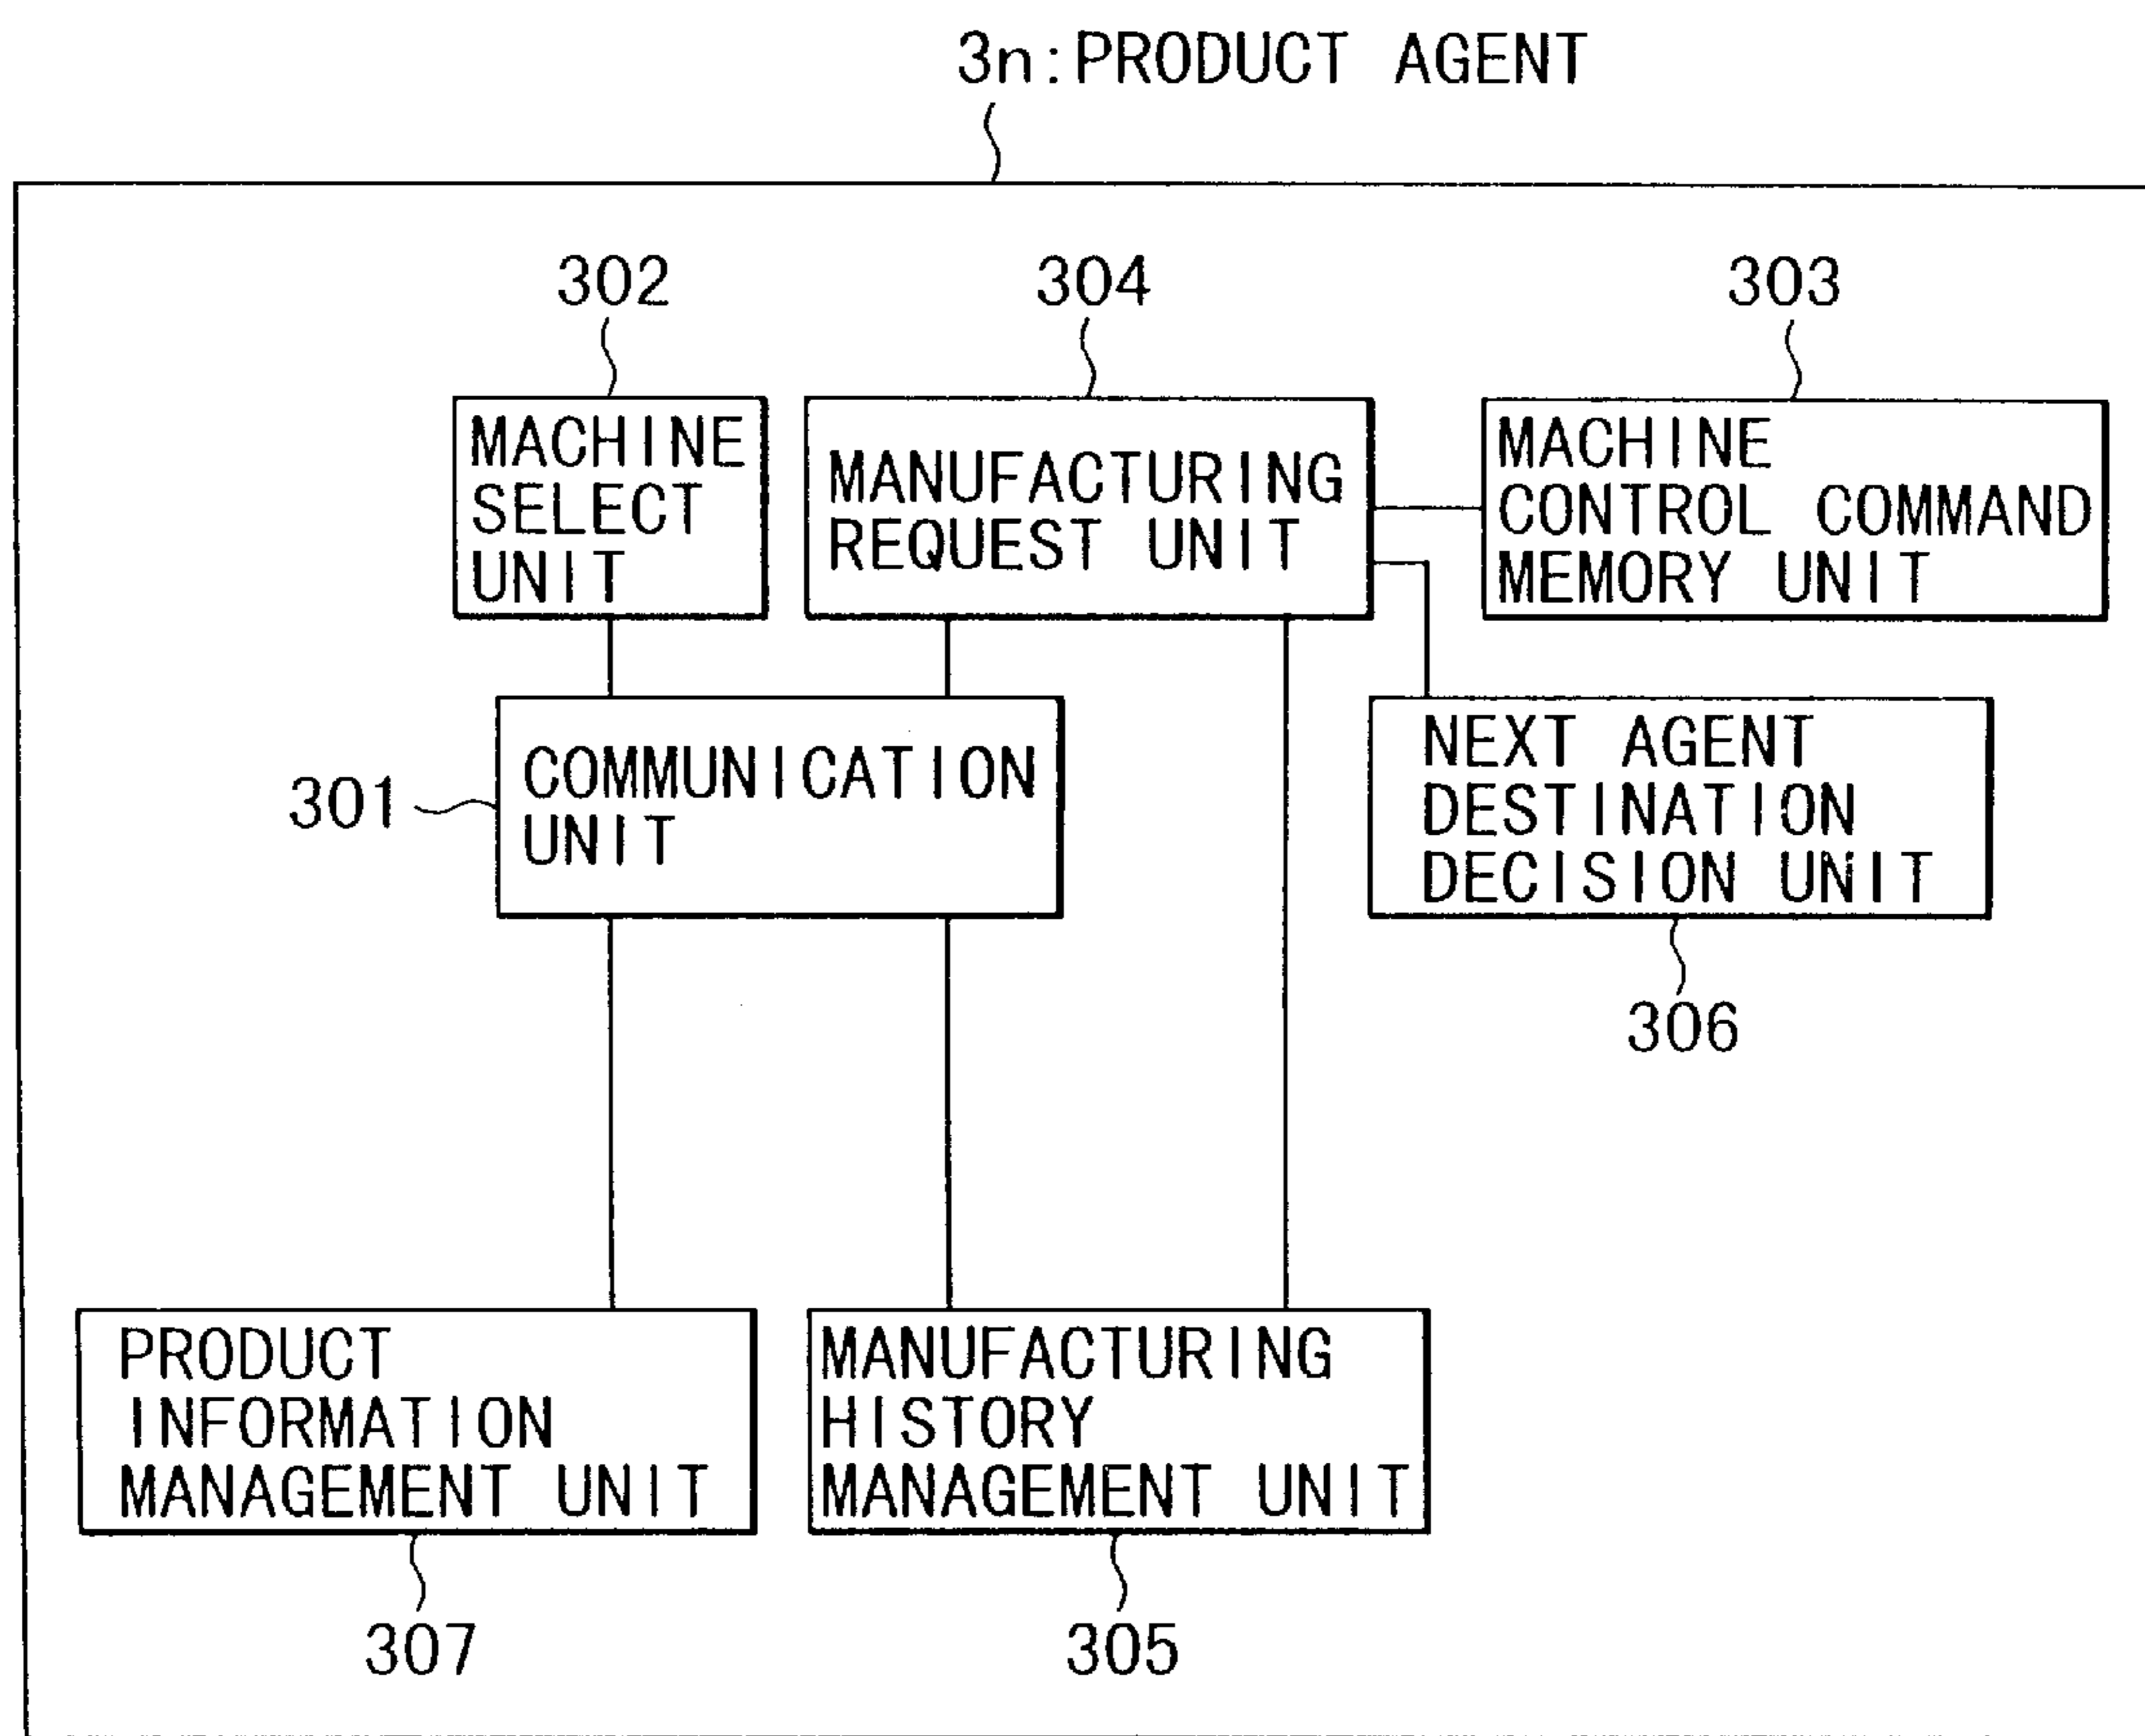 3n:PRODUCT AGENT
302
304
303
MACHINE
SELECT
UNIT
MANUFACTURING
REQUEST UNIT
MACHINE
CONTROL COMMAND
MEMORY UNIT
301
COMMUNICATION
UNIT
NEXT AGENT
DESTINATION
DECISION UNIT
306
PRODUCT
INFORMATION
MANAGEMENT UNIT
MANUFACTURING
HISTORY
MANAGEMENT UNIT
307
305